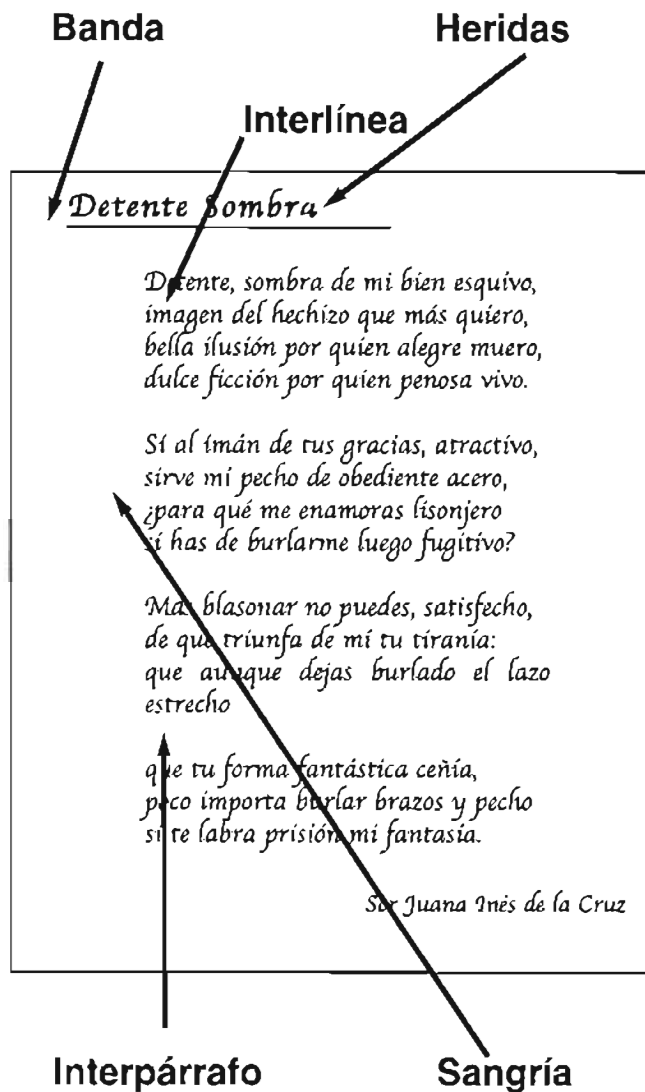 Banda
Heridas
Interlínea
Detente Sombra
Detente, sombra de mi bien esquivo,
imagen del hechizo que más quiero,
bella ilusión por quien alegre muero,
dulce ficción por quien penosa vivo.
Si al imán de tus gracias, atractivo,
sirve mi pecho de obediente acero,
¿para qué me enamoras lisonjero
si has de burlarme luego fugitivo?
Mas blasonar no puedes, satisfecho,
de que triunfa de mí tu tiranía:
que aunque dejas burlado el lazo
estrecho
que tu forma fantástica ceñía,
poco importa burlar brazos y pecho
si te labra prisión mi fantasía.
Sor Juana Inés de la Cruz
Interpárrafo
Sangría